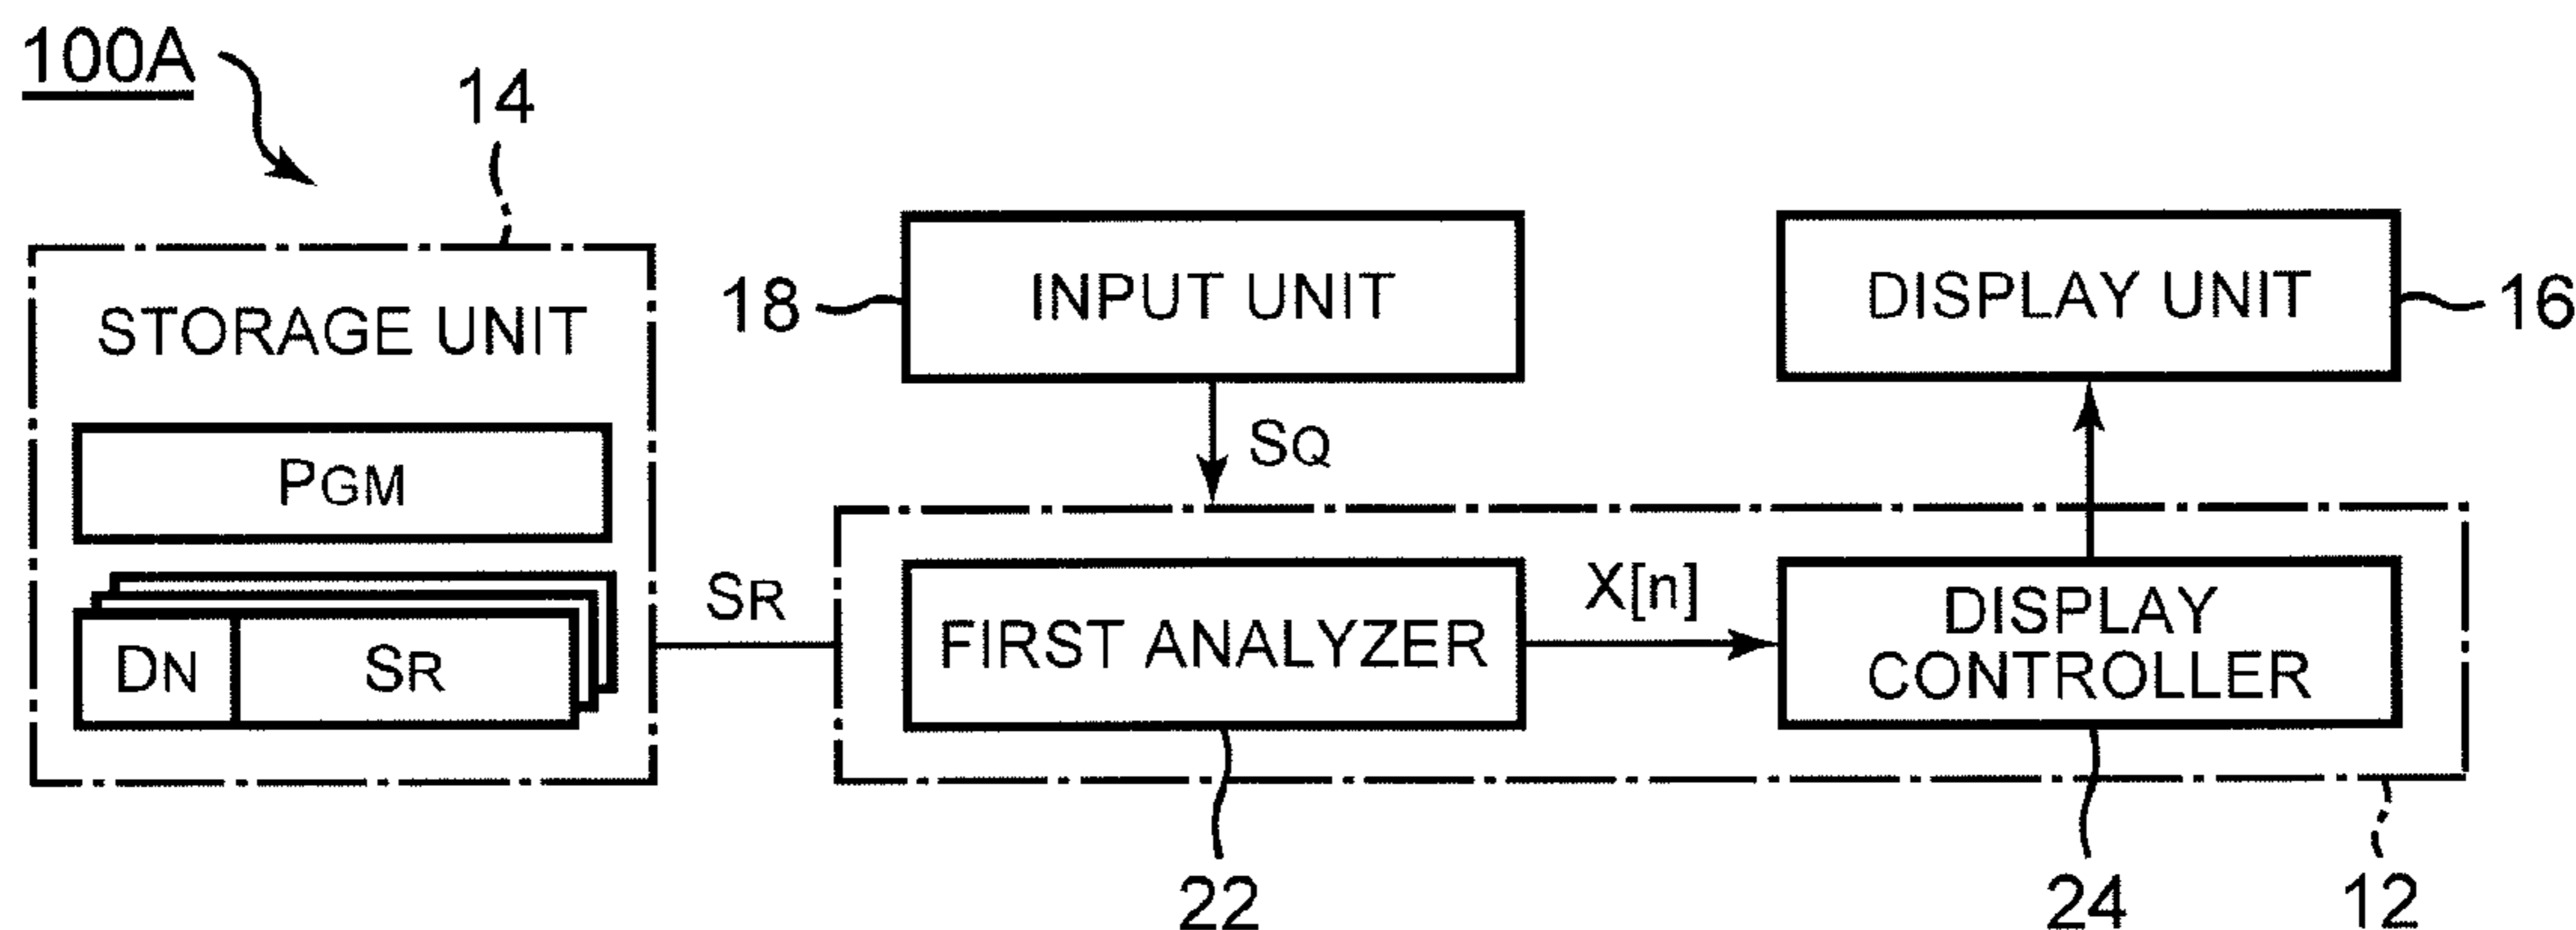 100A
14
STORAGE UNIT
PGM
DN SR
SR
18
INPUT UNIT
SQ
DISPLAY UNIT
16
FIRST ANALYZER
X[n]
DISPLAY
CONTROLLER
22
24
12